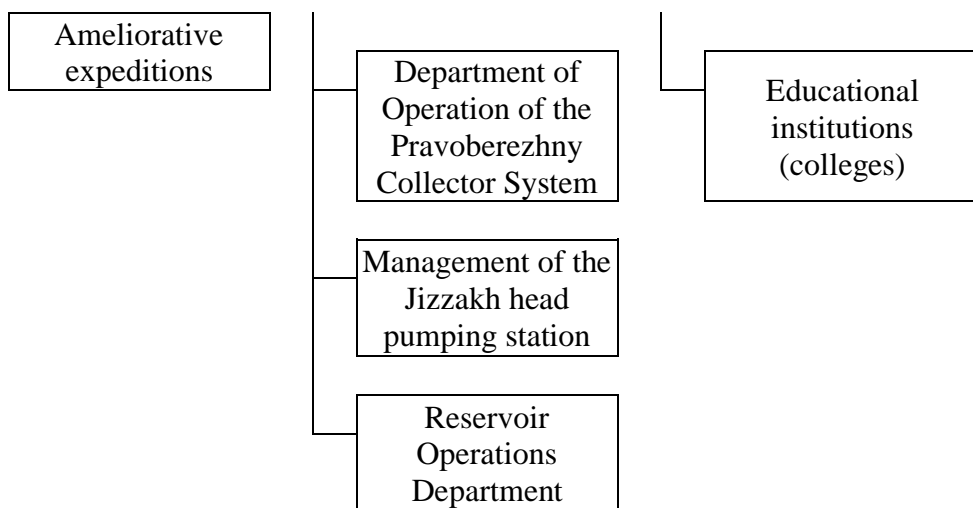 Ameliorative
expeditions
Department of
Operation of the
Pravoberezhny
Collector System
Management of the
Jizzakh head
pumping station
Reservoir
Operations
Department
Educational
institutions
(colleges)